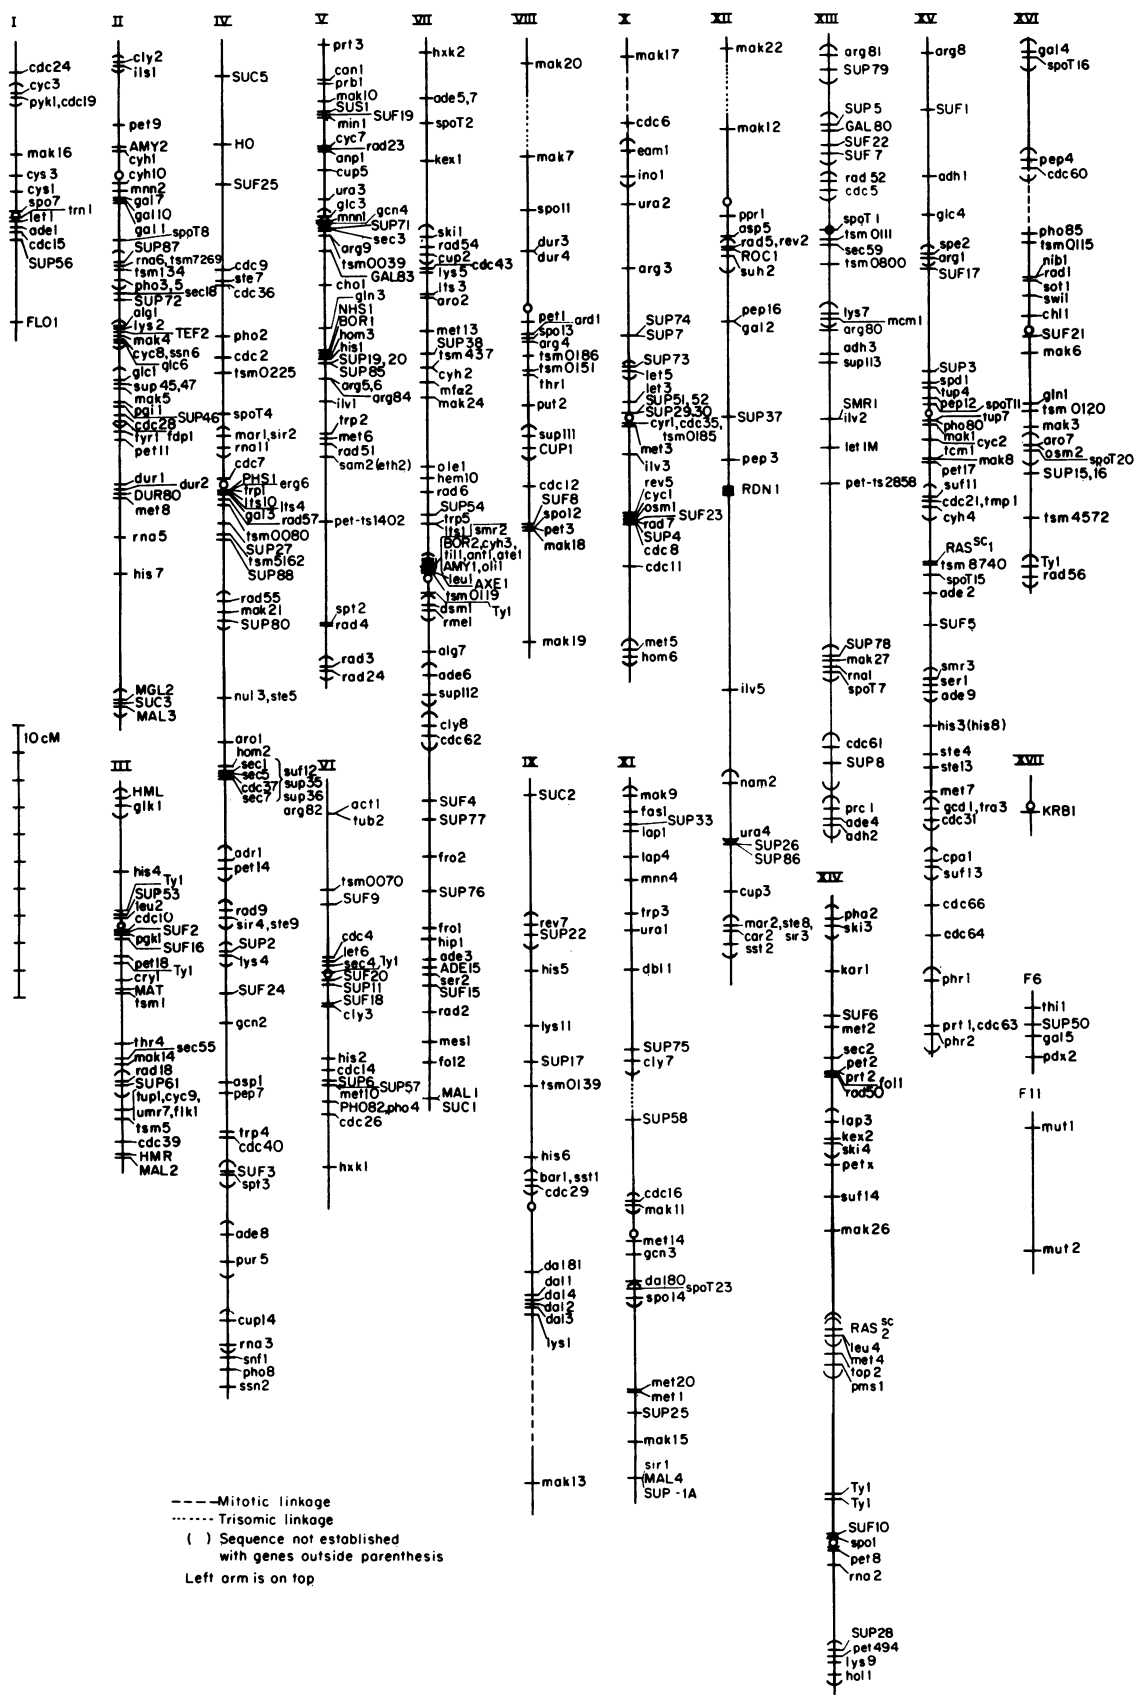 I
cdc24
cyc3
pyk1,cdc19
mak16
cys3
cys1
spo7
trn1
let1
ade1
cdc15
SUP56
FLO1
10 cM
II
cly2
ils1
pet9
AMY2
cyh1
cyh10
mnn2
gal7
gal10
gal1
spoT8
SUP87
rna6, tsm7269
tsm134
pho3,5
sec18
SUP72
alg1
lys2
TEF2
mak4
cyc8,ssn6
glc6
glc1
sup45,47
mak5
pgi1
SUP46
cdc28
tyr1 fdp1
pet11
dur1
dur2
DUR80
met8
rna5
his7
MGL2
SUC3
MAL3
III
HML
glk1
his4
Ty1
SUP53
leu2
cdc10
SUF2
pgk1
SUF16
pet18
Ty1
cry1
MAT
tsm1
thr4
sec55
mak14
rad18
SUP61
tup1,cyc9,
umr7,flk1
tsm5
cdc39
HMR
MAL2
IV
SUC5
HO
SUF25
cdc9
ste7
cdc36
pho2
cdc2
tsm0225
spoT4
mar1,sir2
rna11
cdc7
PHS1
erg6
trp1
lts10
lts4
gal3
rad57
tsm0080
SUP27
tsm5162
SUP88
rad55
mak21
SUP80
nul3,ste5
aro1
hom2
sec1
sec5
cdc37
sec7
suf12
sup35
sup36
arg82
adr1
pet14
rad9
sir4,ste9
SUP2
lys4
SUF24
gcn2
asp1
pep7
trp4
cdc40
SUF3
spt3
ade8
pur5
cup14
rna3
snf1
pho8
ssn2
V
prt3
can1
prb1
mak10
SUS1
SUF19
min1
cyc7
rad23
anp1
cup5
ura3
glc3
mnn1
gcn4
SUP71
sec3
arg9
tsm0039
GAL83
cho1
gln3
NHS1
BOR1
hom3
his1
SUP19,20
SUP85
arg5,6
arg84
ilv1
trp2
met6
rad51
sam2(eth2)
pet-ts1402
spt2
rad4
rad3
rad24
VI
act1
tub2
tsm0070
SUF9
cdc4
let6
sec4
Ty1
SUF20
SUP11
SUF18
cly3
his2
cdc14
SUP6
SUP57
met10
PHO82,pho4
cdc26
hxk1
VII
hxk2
ade5,7
spoT2
kex1
ski1
rad54
cup2
cdc43
lys5
lts3
aro2
met13
SUP38
tsm437
cyh2
mfα2
mak24
ole1
hem10
rad6
SUP54
trp5
lts1
smr2
BOR2,cyh3,
til1,ant1,ate1
AMY1,oli1
leu1
AXE1
tsm0119
dsm1
Ty1
rme1
alg7
ade6
sup112
cly8
cdc62
SUF4
SUP77
fro2
SUP76
fro1
hip1
ade3
ADE15
ser2
SUF15
rad2
mes1
fol2
MAL1
SUC1
VIII
mak20
mak7
spo11
dur3
dur4
pet1
ard1
spo13
arg4
tsm0186
tsm0151
thr1
put2
sup111
CUP1
cdc12
SUF8
spo12
pet3
mak18
mak19
IX
SUC2
rev7
SUP22
his5
lys11
SUP17
tsm0139
his6
bar1,sst1
cdc29
dal81
dal1
dal4
dal2
dal3
lys1
mak13
X
mak17
cdc6
eam1
ino1
ura2
arg3
SUP74
SUP7
SUP73
let5
let3
SUP51,52
SUP29,30
cyr1,cdc35,
tsm0185
met3
ilv3
rev5
cyc1
osm1
SUF23
rad7
SUP4
cdc8
cdc11
met5
hom6
XI
mak9
fas1
SUP33
lap1
lap4
mnn4
trp3
ura1
dbl1
SUP75
cly7
SUP58
cdc16
mak11
met14
gcn3
dal80
spoT23
spo14
met20
met1
SUP25
mak15
sir1
MAL4
SUP-1A
XII
mak22
mak12
ppr1
asp5
rad5,rev2
ROC1
suh2
pep16
gal2
SUP37
pep3
RDN1
ilv5
nam2
ura4
SUP26
SUP86
cup3
mar2,ste8,
car2 sir3
sst2
XIII
arg81
SUP79
SUP5
GAL80
SUF22
SUF7
rad52
cdc5
spoT1
tsm0111
sec59
tsm0800
lys7
mcm1
arg80
adh3
sup113
SMR1
ilv2
let1M
pet-ts2858
SUP78
mak27
rna1
spoT7
cdc61
SUP8
prc1
ade4
adh2
XIV
pha2
ski3
kar1
SUF6
met2
sec2
pet2
prt2
fol1
rad50
lap3
kex2
ski4
petx
suf14
mak26
RAS SC 2
leu4
met4
top2
pms1
Ty1
Ty1
SUF10
spo1
pet8
rna2
SUP28
pet494
lys9
hol1
XV
arg8
SUF1
adh1
glc4
spe2
arg1
SUF17
SUP3
spd1
tup4
pep12
spoT11
tup7
pho80
mak1
cyc2
tcm1
mak8
pet17
suf11
cdc21,tmp1
cyh4
RAS SC 1
tsm8740
spoT15
ade2
SUF5
smr3
ser1
ade9
his3(his8)
ste4
ste13
met7
gcd1,tra3
cdc31
cpa1
suf13
cdc66
cdc64
phr1
prt1,cdc63
phr2
XVI
gal4
spoT16
pep4
cdc60
pho85
tsm0115
nib1
rad1
sot1
swi1
chl1
SUF21
mak6
gln1
tsm0120
mak3
aro7
osm2
spoT20
SUP15,16
tsm4572
Ty1
rad56
XVII
KRB1
F6
thi1
SUP50
gal5
pdx2
F11
mut1
mut2
Mitotic linkage
Trisomic linkage
( ) Sequence not established
with genes outside parenthesis
Left arm is on top